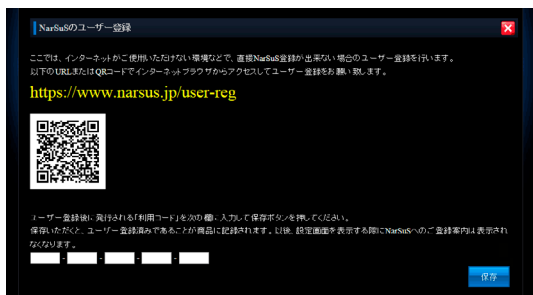 NarSuSのユーザー登録
ここでは、インターネットがご使用いただけない環境などで、直接NarSuS登録が出来ない場合のユーザー登録を行います。
以下のURLまたはQRコードでインターネットブラウザからアクセスしてユーザー登録をお願い致します。
https://www.narsus.jp/user-reg
ユーザー登録後に発行される「利用コード」を次の欄に入力して保存ボタンを押してください。
保存いただくと、ユーザー登録済みであることが商品に記録されます。以後、設定画面を表示する際にNarSuSへのご登録案内は表示され
なくなります。
- - - -
保存